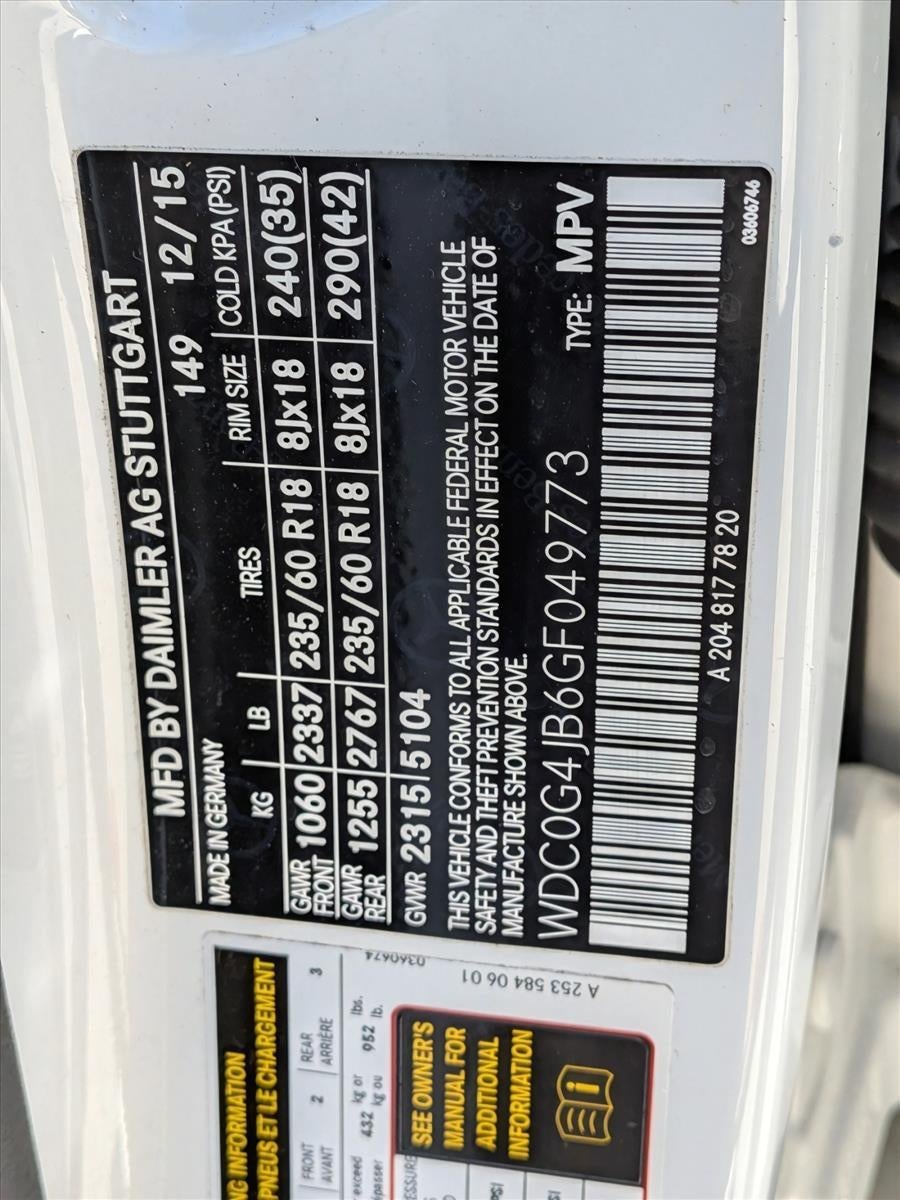 MFD BY DAIMLER AG STUTTGART
149 12/15
MADE IN GERMANY
KG LB TIRES RIM SIZE COLD KPA (PSI)
GAWR FRONT 1060 2337 235/60 R18 8Jx18 240(35)
GAWR REAR 1255 2767 235/60 R18 8Jx18 290(42)
GVWR 2315 5104
THIS VEHICLE CONFORMS TO ALL APPLICABLE FEDERAL MOTOR VEHICLE
SAFETY AND THEFT PREVENTION STANDARDS IN EFFECT ON THE DATE OF
MANUFACTURE SHOWN ABOVE.
WDC0G4JB6GF049773 TYPE: MPV
A 204 817 78 20
03606746
INFORMATION
PNEUS ET LE CHARGEMENT
FRONT 2 REAR 3
AVANT ARRIÈRE
exceed 432 kg or 952 lbs.
kg ou lb.
SEE OWNER'S
MANUAL FOR
ADDITIONAL
INFORMATION
A 253 584 06 01
0360674